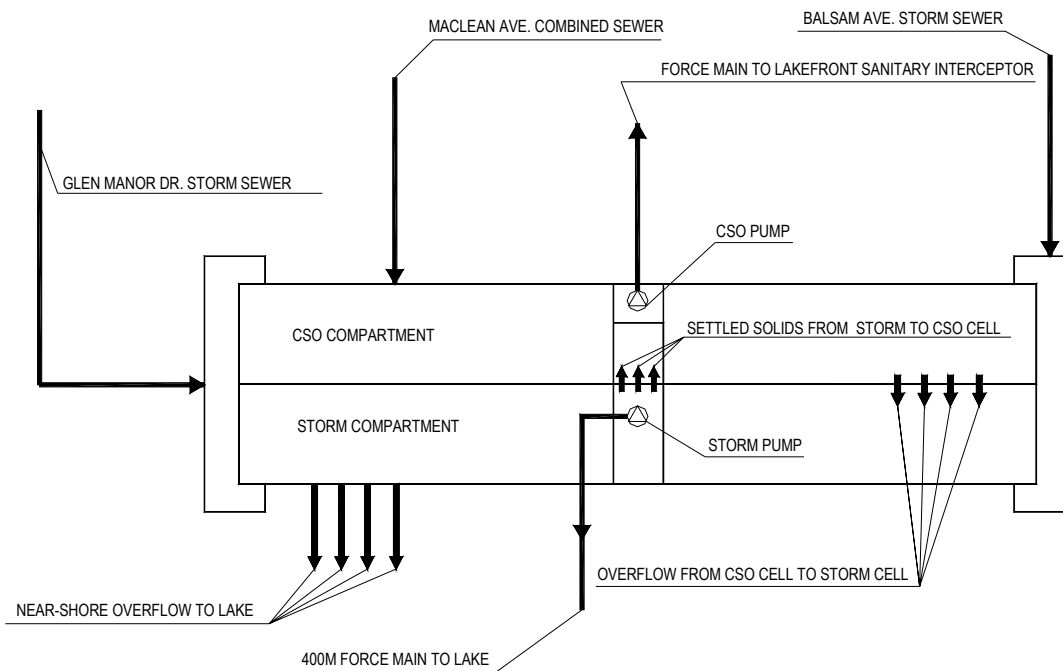 BALSAM AVE. STORM SEWER
MACLEAN AVE. COMBINED SEWER
FORCE MAIN TO LAKEFRONT SANITARY INTERCEPTOR
GLEN MANOR DR. STORM SEWER
CSO PUMP
CSO COMPARTMENT
SETTLED SOLIDS FROM STORM TO CSO CELL
STORM COMPARTMENT
STORM PUMP
OVERFLOW FROM CSO CELL TO STORM CELL
NEAR-SHORE OVERFLOW TO LAKE
400M FORCE MAIN TO LAKE